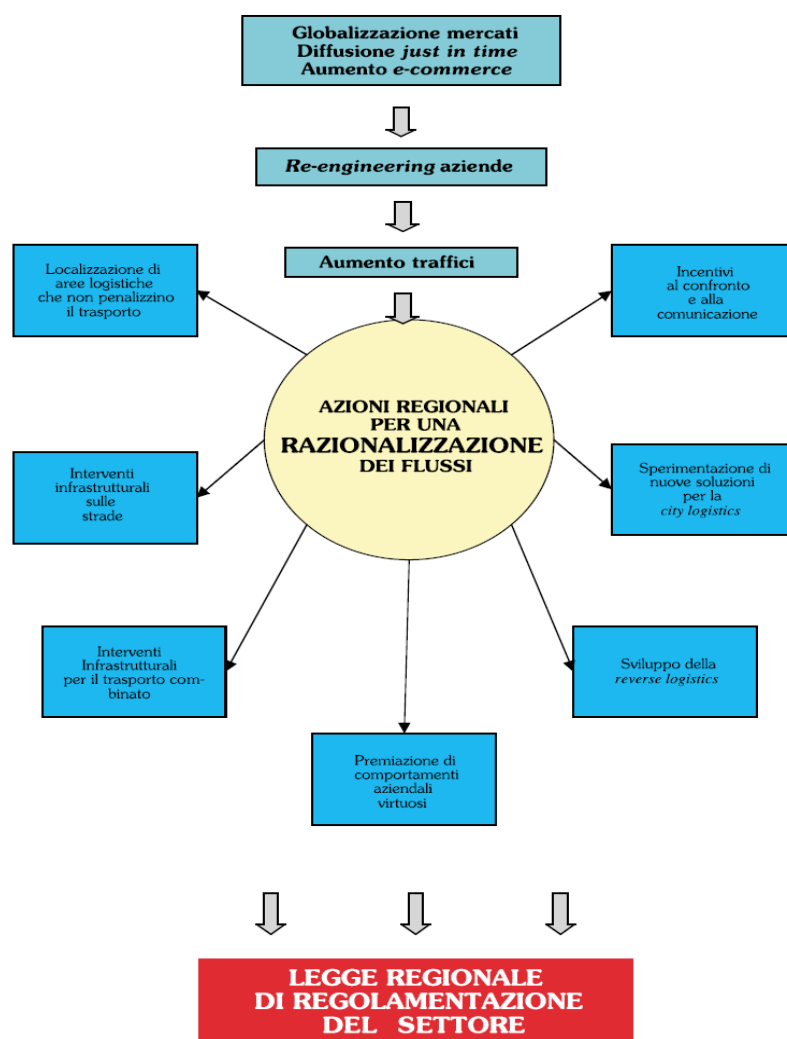 Globalizzazione mercati
Diffusione just in time
Aumento e-commerce
Re-engineering aziende
Aumento traffici
Localizzazione di
aree logistiche
che non penalizzino
il trasporto
Incentivi
al confronto
e alla
comunicazione
AZIONI REGIONALI
PER UNA
RAZIONALIZZAZIONE
DEI FLUSSI
Interventi
infrastrutturali
sulle
strade
Sperimentazione di
nuove soluzioni
per la
city logistics
Interventi
Infrastrutturali
per il trasporto com-
binato
Sviluppo della
reverse logistics
Premiazione di
comportamenti
aziendali
virtuosi
LEGGE REGIONALE
DI REGOLAMENTAZIONE
DEL SETTORE